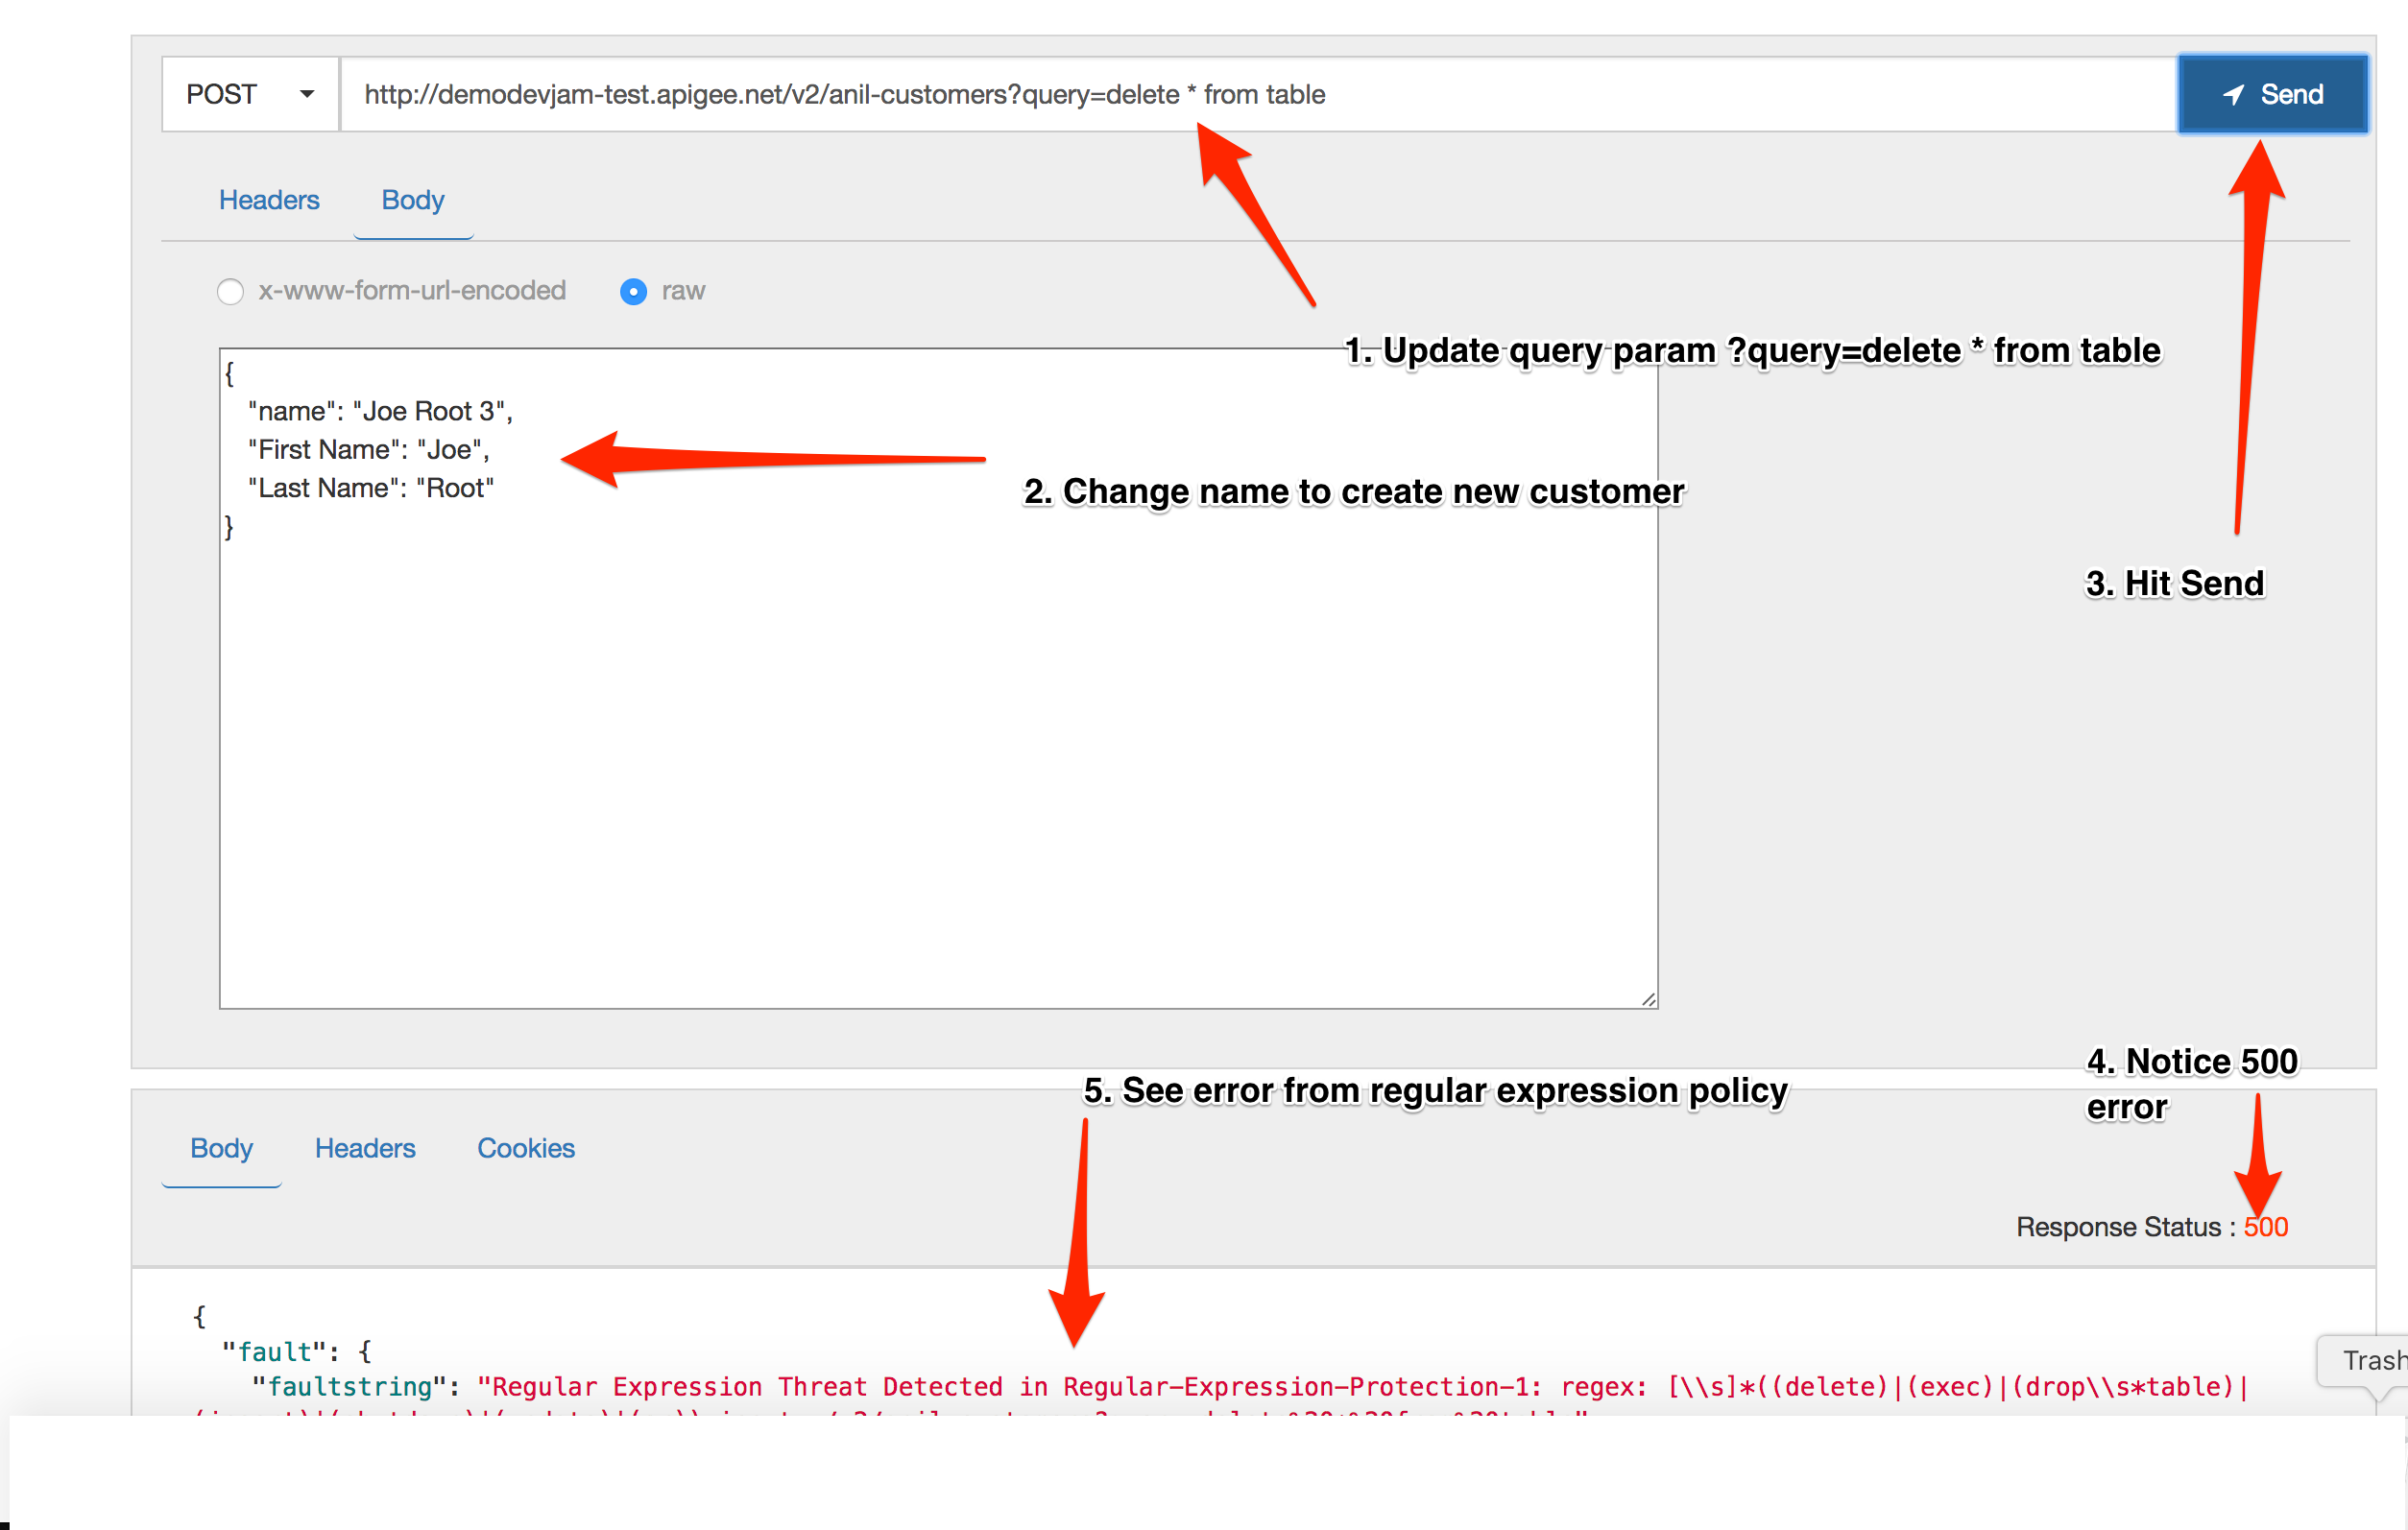 POST http://demodevjam-test.apigee.net/v2/anil-customers?query=delete * from table Send
Headers Body
x-www-form-url-encoded raw
1. Update query param ?query=delete * from table
{
"name": "Joe Root 3",
"First Name": "Joe",
"Last Name": "Root"
}
2. Change name to create new customer
3. Hit Send
4. Notice 500
error
5. See error from regular expression policy
Body Headers Cookies
Response Status : 500
{
"fault": {
"faultstring": "Regular Expression Threat Detected in Regular-Expression-Protection-1: regex: [\\s]*((delete)|(exec)|(drop\\s*table)|
Trash